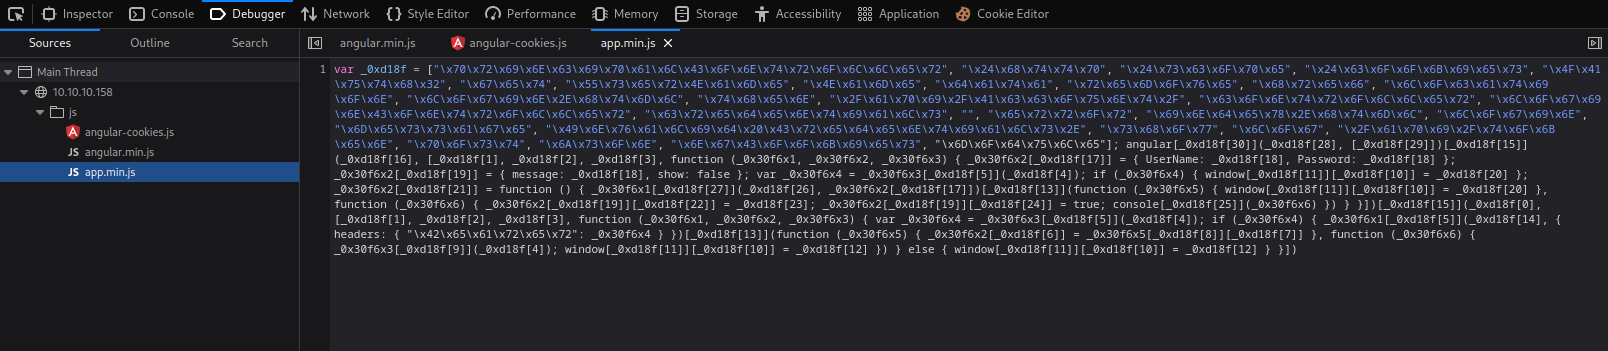 Inspector Console Debugger Network Style Editor Performance Memory Storage Accessibility Application Cookie Editor
Sources Outline Search angular.min.js angular-cookies.js app.min.js
Main Thread
10.10.10.158
js
angular-cookies.js
angular.min.js
app.min.js
1 var _0xd18f = ["\x70\x72\x69\x6E\x63\x69\x70\x61\x6C\x43\x6F\x6E\x74\x72\x6F\x6C\x6C\x65\x72", "\x24\x68\x74\x74\x70", "\x24\x73\x63\x6F\x70\x65", "\x24\x63\x6F\x6F\x6B\x69\x65\x73", "\x4F\x41
\x75\x74\x68\x32", "\x67\x65\x74", "\x55\x73\x65\x72\x4E\x61\x6D\x65", "\x4E\x61\x6D\x65", "\x64\x61\x74\x61", "\x72\x65\x6D\x6F\x76\x65", "\x68\x72\x65\x66", "\x6C\x6F\x63\x61\x74\x69
\x6F\x6E", "\x6C\x6F\x67\x69\x6E\x2E\x68\x74\x6D\x6C", "\x74\x68\x65\x6E", "\x2F\x61\x70\x69\x2F\x41\x63\x63\x6F\x75\x6E\x74\x2F", "\x63\x6F\x6E\x74\x72\x6F\x6C\x6C\x65\x72", "\x6C\x6F\x67\x69
\x6E\x43\x6F\x6E\x74\x72\x6F\x6C\x6C\x65\x72", "\x63\x72\x65\x64\x65\x6E\x74\x69\x61\x6C\x73", "", "\x65\x72\x72\x6F\x72", "\x69\x6E\x64\x65\x78\x2E\x68\x74\x6D\x6C", "\x6C\x6F\x67\x69\x6E",
"\x6D\x65\x73\x73\x61\x67\x65", "\x49\x6E\x76\x61\x6C\x69\x64\x20\x43\x72\x65\x64\x65\x6E\x74\x69\x61\x6C\x73\x2E", "\x73\x68\x6F\x77", "\x6C\x6F\x67", "\x2F\x61\x70\x69\x2F\x74\x6F\x6B
\x65\x6E", "\x70\x6F\x73\x74", "\x6A\x73\x6F\x6E", "\x6E\x67\x43\x6F\x6F\x6B\x69\x65\x73", "\x6D\x6F\x64\x75\x6C\x65"]; angular[_0xd18f[30]](_0xd18f[28], [_0xd18f[29]])[_0xd18f[15]]
(_0xd18f[16], [_0xd18f[1], _0xd18f[2], _0xd18f[3], function (_0x30f6x1, _0x30f6x2, _0x30f6x3) { _0x30f6x2[_0xd18f[17]] = { UserName: _0xd18f[18], Password: _0xd18f[18] };
_0x30f6x2[_0xd18f[19]] = { message: _0xd18f[18], show: false }; var _0x30f6x4 = _0x30f6x3[_0xd18f[5]](_0xd18f[4]); if (_0x30f6x4) { window[_0xd18f[11]][_0xd18f[10]] = _0xd18f[20] };
_0x30f6x2[_0xd18f[21]] = function () { _0x30f6x1[_0xd18f[27]](_0xd18f[26], _0x30f6x2[_0xd18f[17]])[_0xd18f[13]](function (_0x30f6x5) { window[_0xd18f[11]][_0xd18f[10]] = _0xd18f[20] },
function (_0x30f6x6) { _0x30f6x2[_0xd18f[19]][_0xd18f[22]] = _0xd18f[23]; _0x30f6x2[_0xd18f[19]][_0xd18f[24]] = true; console[_0xd18f[25]](_0x30f6x6) }) } }])[_0xd18f[15]](_0xd18f[0],
[_0xd18f[1], _0xd18f[2], _0xd18f[3], function (_0x30f6x1, _0x30f6x2, _0x30f6x3) { var _0x30f6x4 = _0x30f6x3[_0xd18f[5]](_0xd18f[4]); if (_0x30f6x4) { _0x30f6x1[_0xd18f[5]](_0xd18f[14], {
headers: { "\x42\x65\x61\x72\x65\x72": _0x30f6x4 } })[_0xd18f[13]](function (_0x30f6x5) { _0x30f6x2[_0xd18f[6]] = _0x30f6x5[_0xd18f[8]][_0xd18f[7]] }, function (_0x30f6x6) {
_0x30f6x3[_0xd18f[9]](_0xd18f[4]); window[_0xd18f[11]][_0xd18f[10]] = _0xd18f[12] }) } else { window[_0xd18f[11]][_0xd18f[10]] = _0xd18f[12] } }])